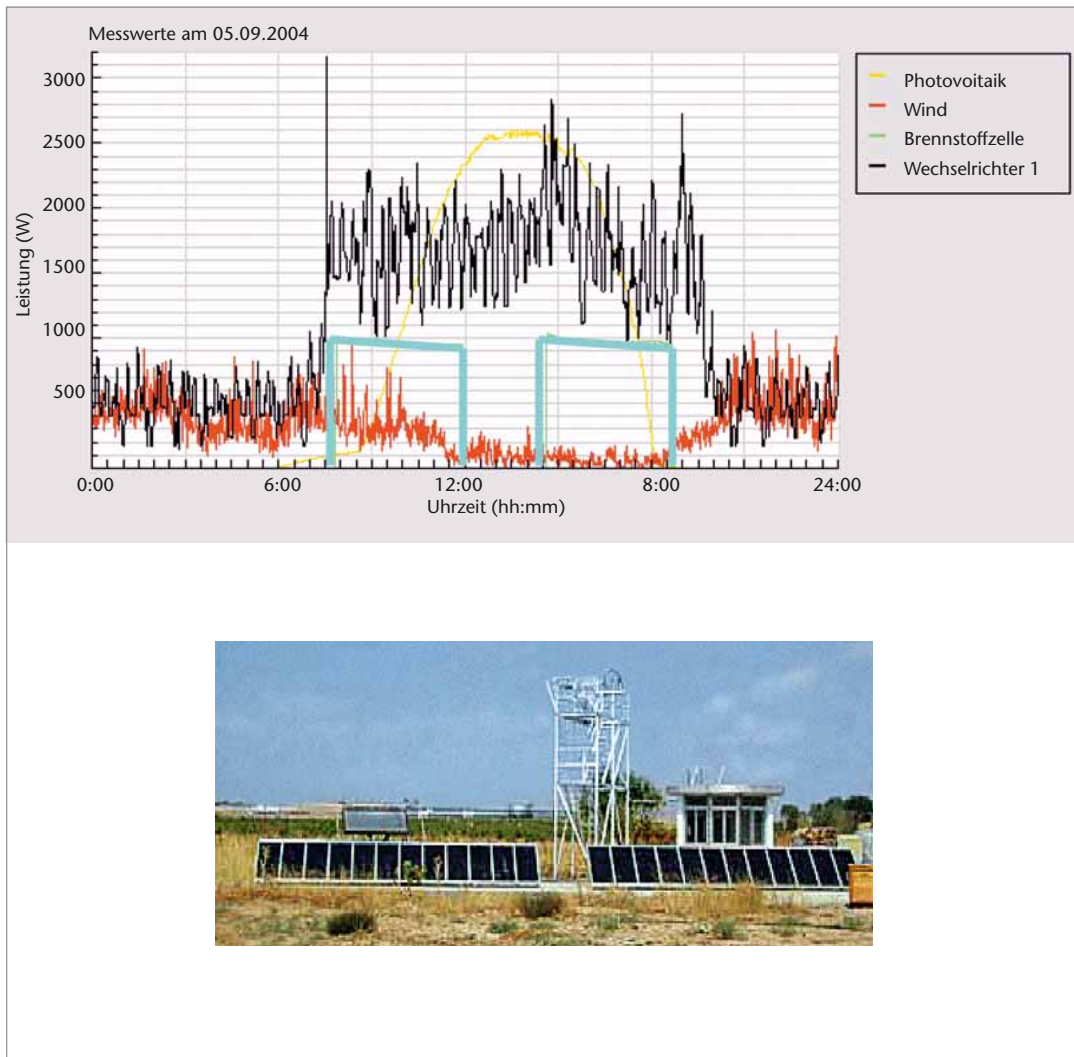 Messwerte am 05.09.2004
3000
2500
2000
1500
1000
500
Leistung (W)
0:00 6:00 12:00 8:00 24:00
Uhrzeit (hh:mm)
Photovoitaik
Wind
Brennstoffzelle
Wechselrichter 1